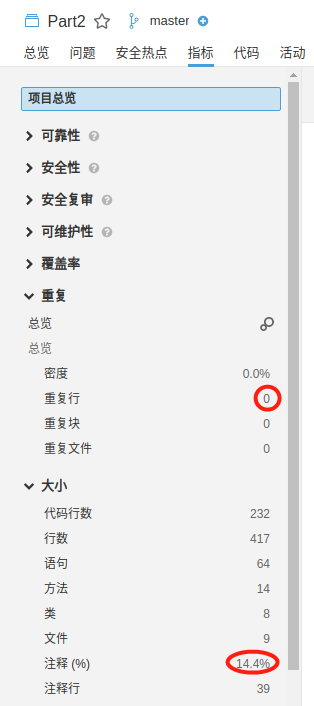 Part2 master
总览 问题 安全热点 指标 代码 活动
项目总览
可靠性 ?
安全性 ?
安全复审 ?
可维护性 ?
覆盖率
重复
总览
总览
密度 0.0%
重复行 0
重复块 0
重复文件 0
大小
代码行数 232
行数 417
语句 64
方法 14
类 8
文件 9
注释 (%) 14.4%
注释行 39